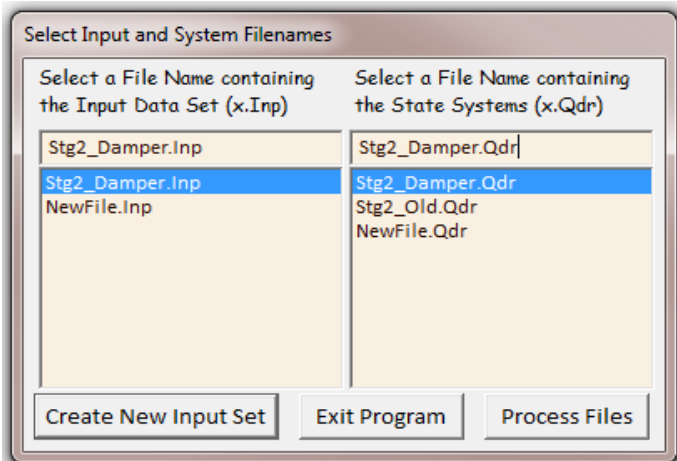 Select Input and System Filenames
Select a File Name containing
the Input Data Set (x.Inp)
Stg2_Damper.Inp
Stg2_Damper.Inp
NewFile.Inp
Select a File Name containing
the State Systems (x.Qdr)
Stg2_Damper.Qdr
Stg2_Damper.Qdr
Stg2_Old.Qdr
NewFile.Qdr
Create New Input Set
Exit Program
Process Files